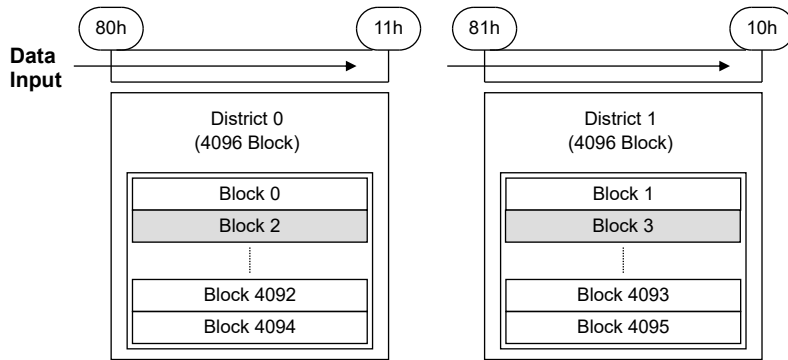 80h 11h 81h 10h
Data
Input
District 0
(4096 Block)
Block 0
Block 2
Block 4092
Block 4094
District 1
(4096 Block)
Block 1
Block 3
Block 4093
Block 4095